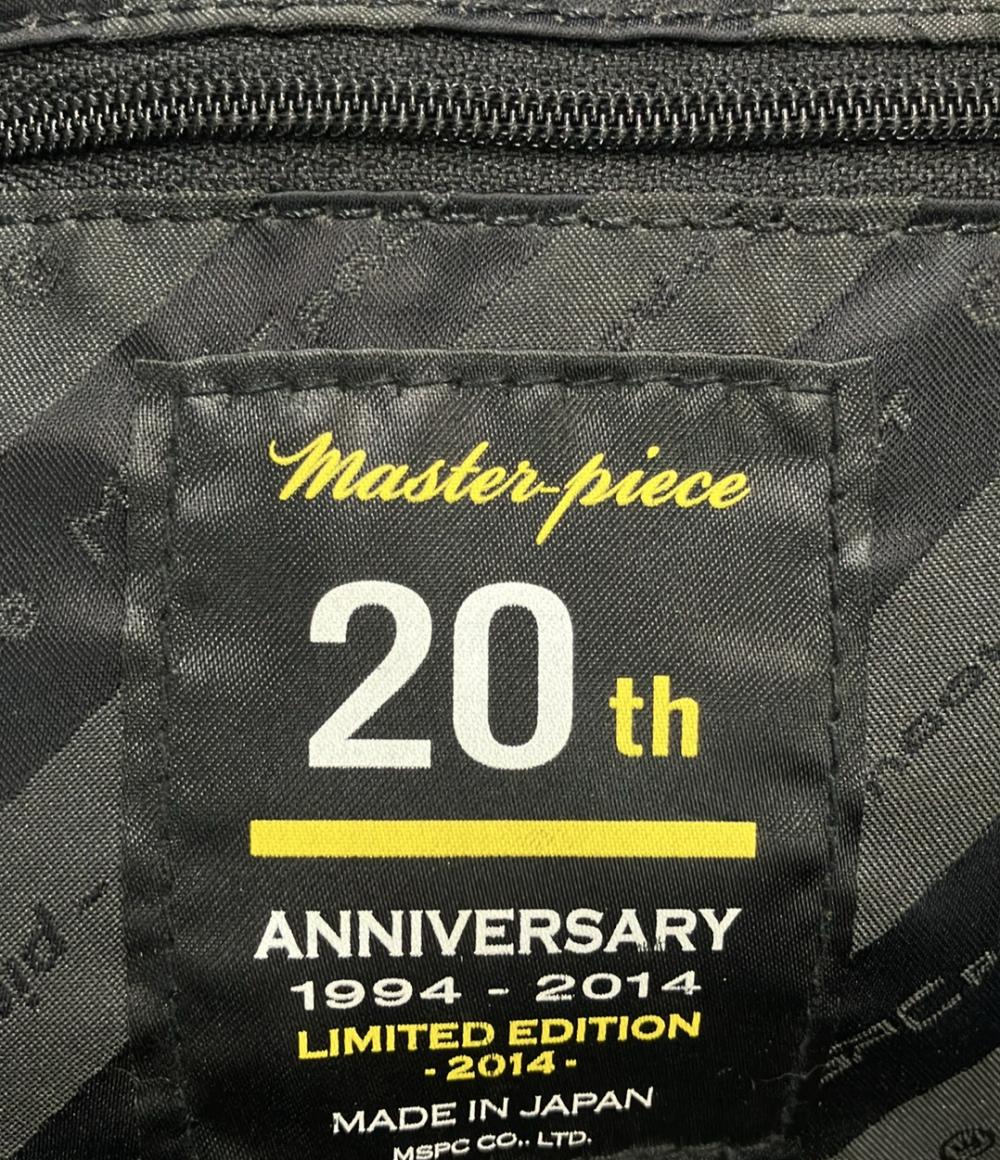 Master-piece
20 th
ANNIVERSARY
1994 - 2014
LIMITED EDITION
- 2014 -
MADE IN JAPAN
MSPC CO., LTD.